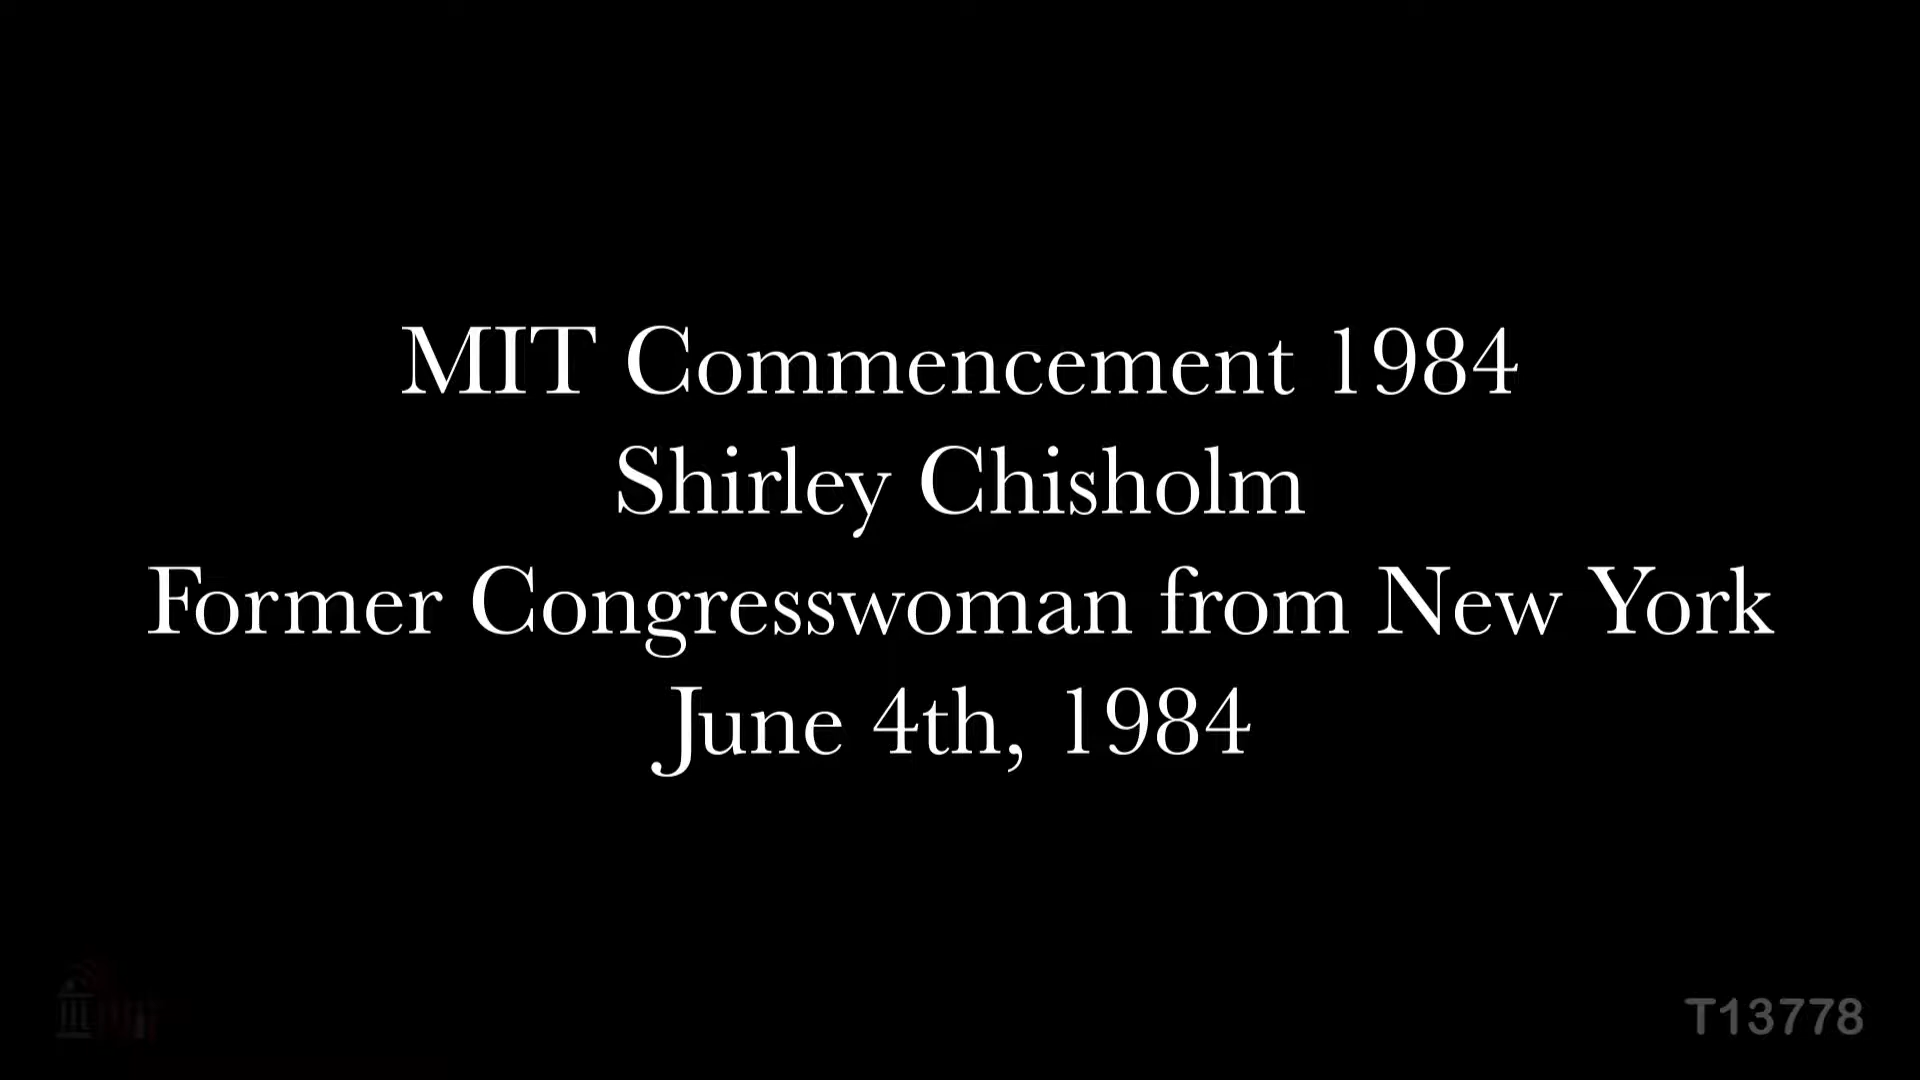 MIT Commencement 1984
Shirley Chisholm
Former Congresswoman from New York
June 4th, 1984
T13778